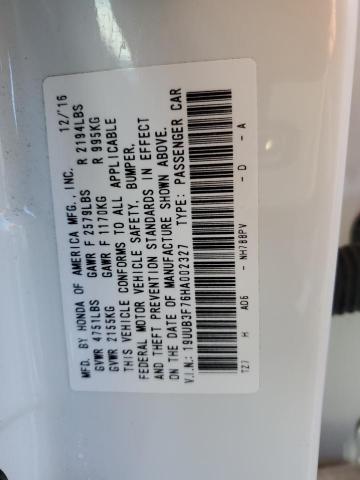 MFD. BY HONDA OF AMERICA MFG., INC. 12/16
GVWR 4751LBS GAWR F 2579LBS R 2194LBS
GVWR 2155KG GAWR F 1170KG R 995KG
THIS VEHICLE CONFORMS TO ALL APPLICABLE
FEDERAL MOTOR VEHICLE SAFETY, BUMPER,
AND THEFT PREVENTION STANDARDS IN EFFECT
ON THE DATE OF MANUFACTURE SHOWN ABOVE.
V.I.N.: 19UUB3F76HA002327 TYPE: PASSENGER CAR
TZ7 H AD6 - NH788PV - D - A